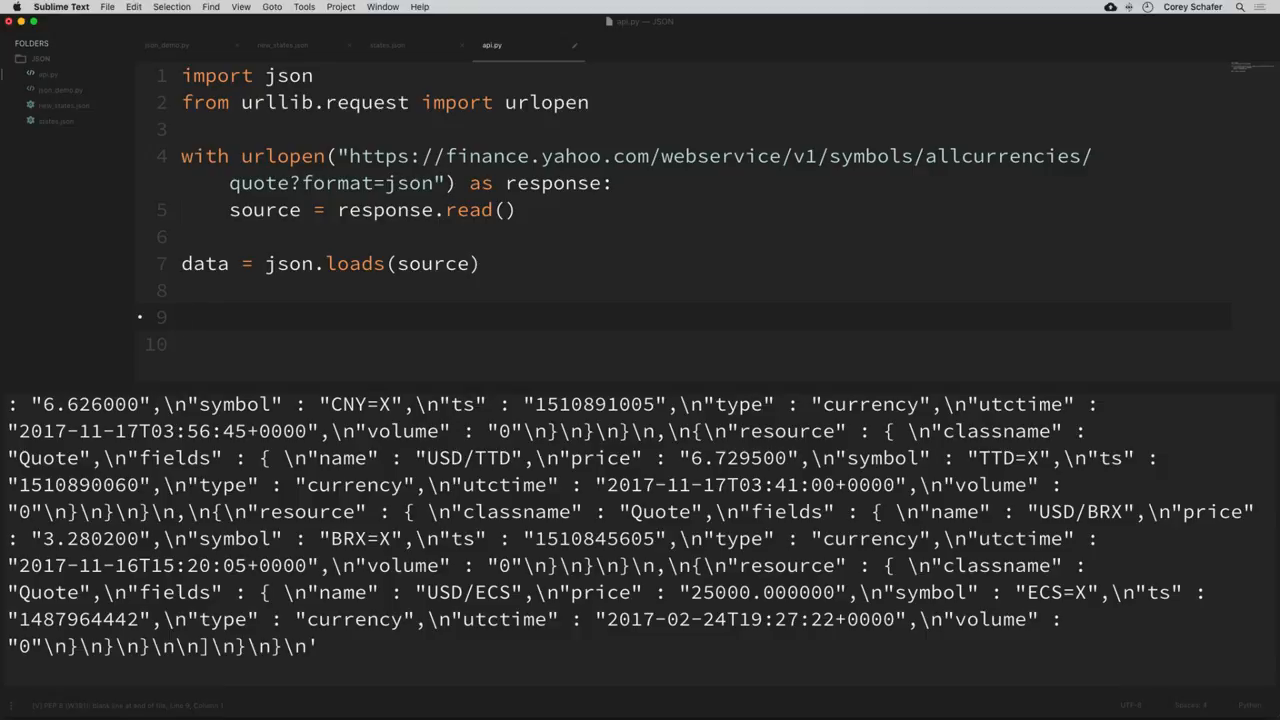 Sublime Text File Edit Selection Find View Goto Tools Project Window Help Corey Schafer
api.py — JSON
FOLDERS
JSON
api.py
json_demo.py
new_states.json
states.json
json_demo.py new_states.json states.json api.py
1 import json
2 from urllib.request import urlopen
3
4 with urlopen("https://finance.yahoo.com/webservice/v1/symbols/allcurrencies/
quote?format=json") as response:
5 source = response.read()
6
7 data = json.loads(source)
8
9
10
: "6.626000",\n"symbol" : "CNY=X",\n"ts" : "1510891005",\n"type" : "currency",\n"utctime" :
"2017-11-17T03:56:45+0000",\n"volume" : "0"\n}\n}\n}\n,\n{\n"resource" : { \n"classname" :
"Quote",\n"fields" : { \n"name" : "USD/TTD",\n"price" : "6.729500",\n"symbol" : "TTD=X",\n"ts" :
"1510890060",\n"type" : "currency",\n"utctime" : "2017-11-17T03:41:00+0000",\n"volume" :
"0"\n}\n}\n}\n,\n{\n"resource" : { \n"classname" : "Quote",\n"fields" : { \n"name" : "USD/BRX",\n"price"
: "3.280200",\n"symbol" : "BRX=X",\n"ts" : "1510845605",\n"type" : "currency",\n"utctime" :
"2017-11-16T15:20:05+0000",\n"volume" : "0"\n}\n}\n}\n,\n{\n"resource" : { \n"classname" :
"Quote",\n"fields" : { \n"name" : "USD/ECS",\n"price" : "25000.000000",\n"symbol" : "ECS=X",\n"ts" :
"1487964442",\n"type" : "currency",\n"utctime" : "2017-02-24T19:27:22+0000",\n"volume" :
"0"\n}\n}\n}\n\n]\n}\n}\n'
blank line at end of file, Line 9, Column 1 UTF-8 Spaces: 4 Python